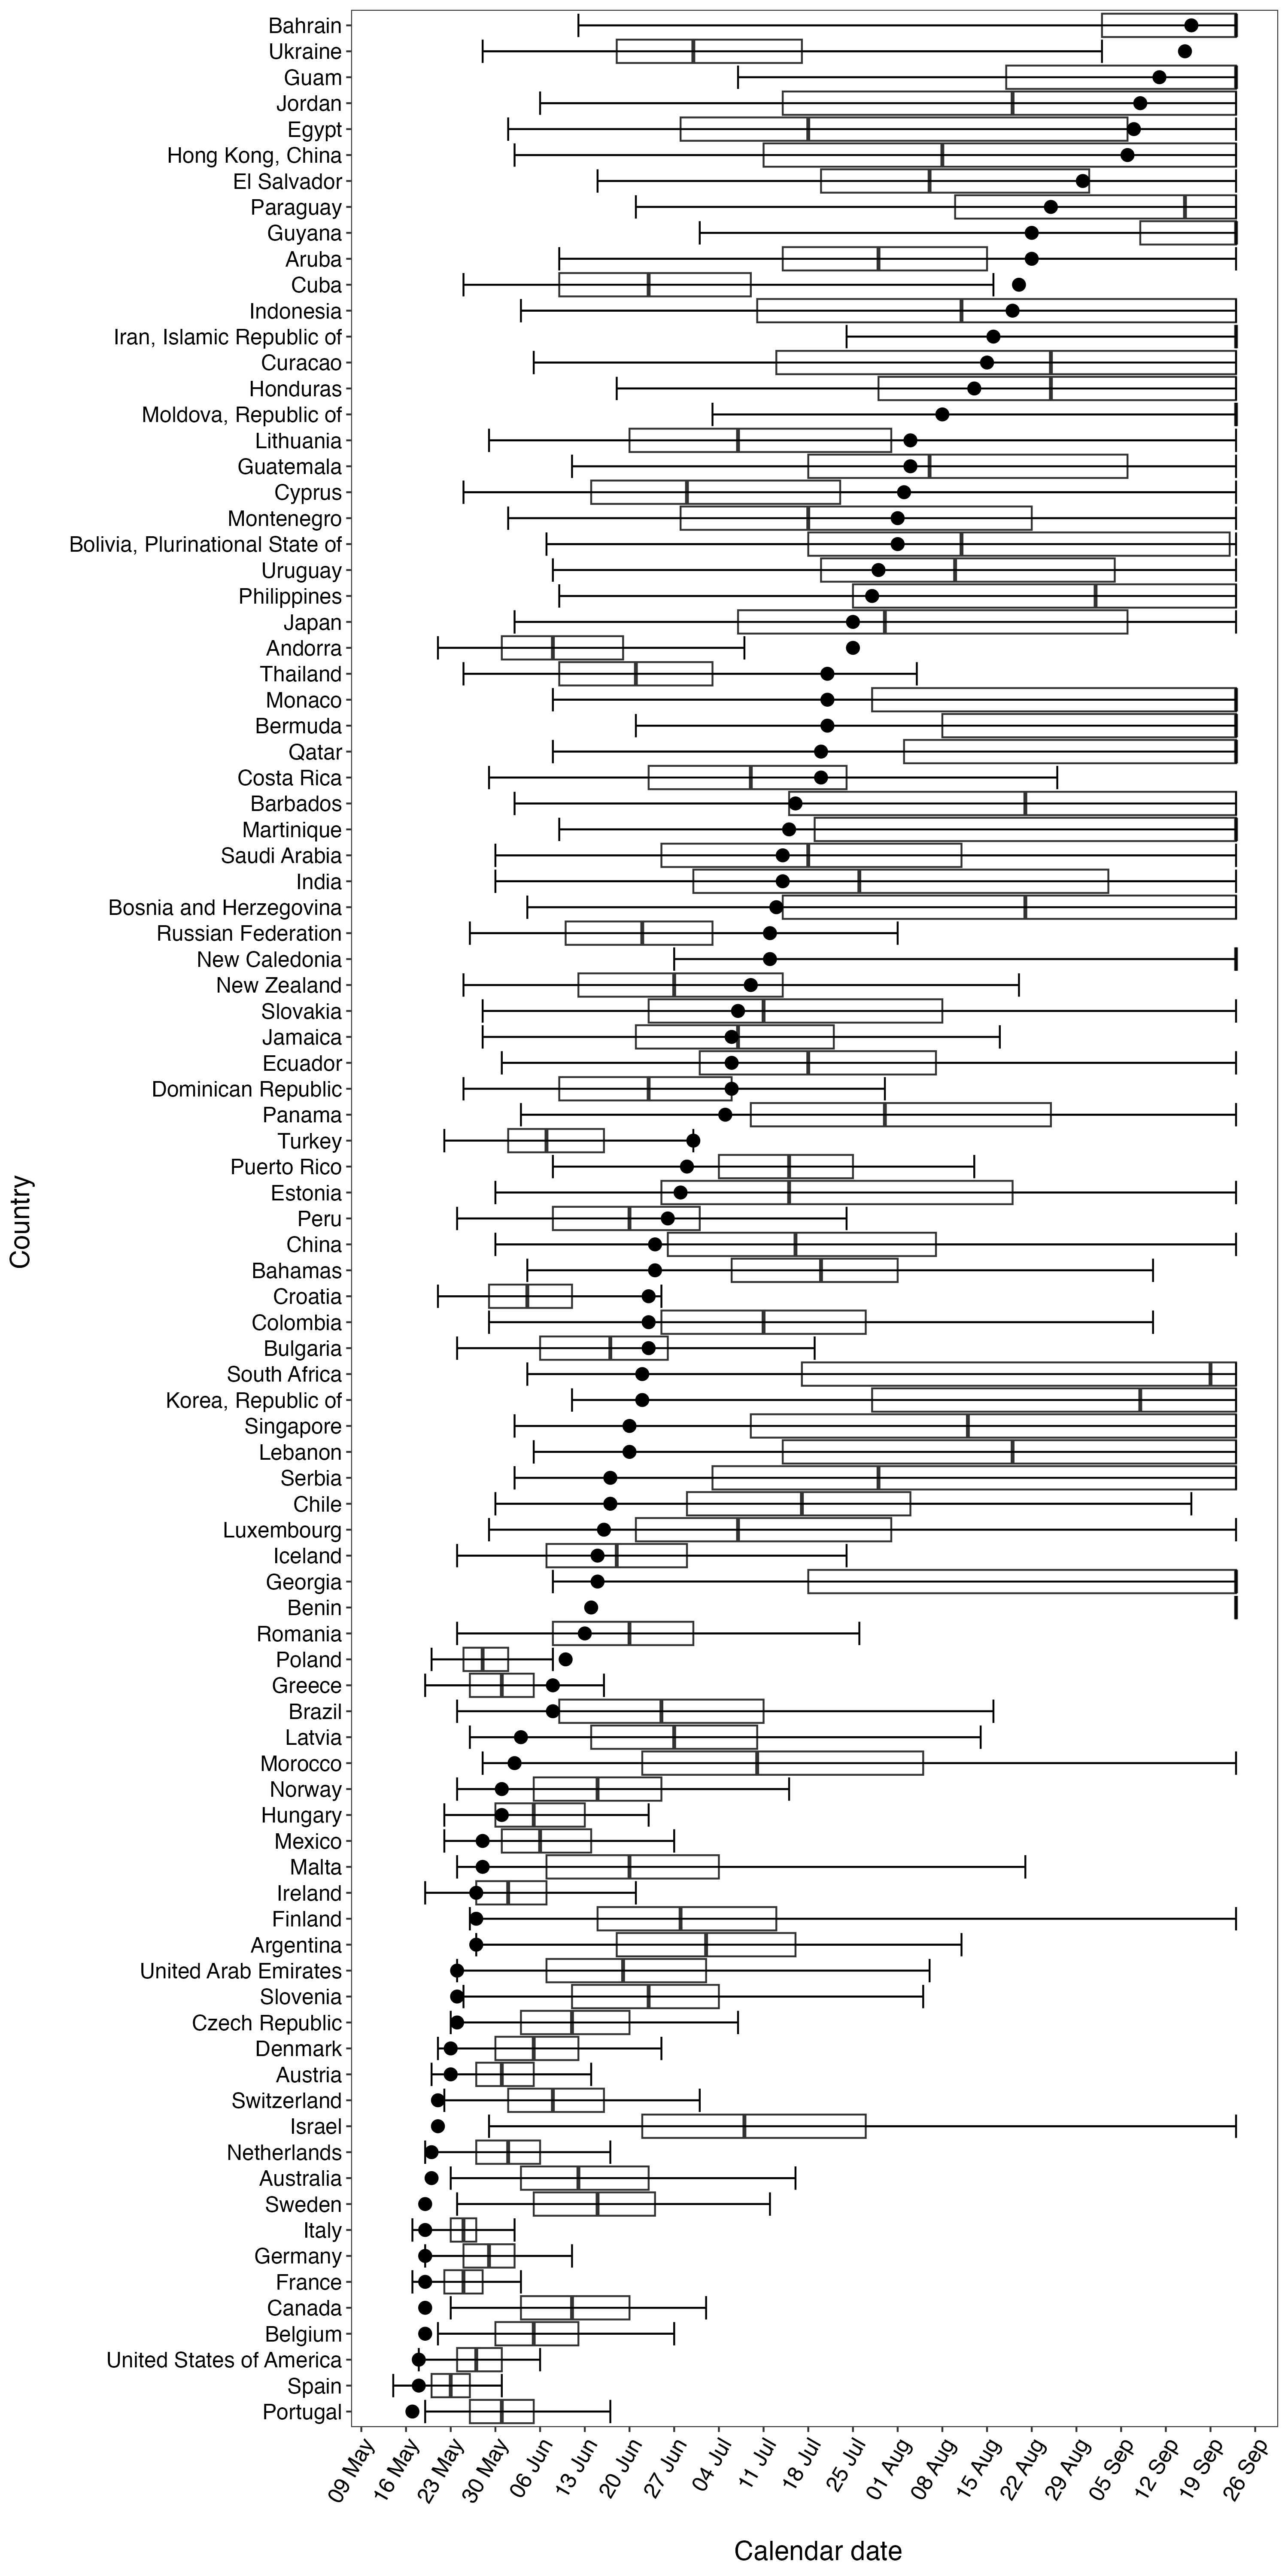 Bahrain
Ukraine
Guam
Jordan
Egypt
Hong Kong, China
El Salvador
Paraguay
Guyana
Aruba
Cuba
Indonesia
Iran, Islamic Republic of
Curacao
Honduras
Moldova, Republic of
Lithuania
Guatemala
Cyprus
Montenegro
Bolivia, Plurinational State of
Uruguay
Philippines
Japan
Andorra
Thailand
Monaco
Bermuda
Qatar
Costa Rica
Barbados
Martinique
Saudi Arabia
India
Bosnia and Herzegovina
Russian Federation
New Caledonia
New Zealand
Slovakia
Jamaica
Ecuador
Dominican Republic
Panama
Turkey
Puerto Rico
Estonia
Peru
China
Bahamas
Croatia
Colombia
Bulgaria
South Africa
Korea, Republic of
Singapore
Lebanon
Serbia
Chile
Luxembourg
Iceland
Georgia
Benin
Romania
Poland
Greece
Brazil
Latvia
Morocco
Norway
Hungary
Mexico
Malta
Ireland
Finland
Argentina
United Arab Emirates
Slovenia
Czech Republic
Denmark
Austria
Switzerland
Israel
Netherlands
Australia
Sweden
Italy
Germany
France
Canada
Belgium
United States of America
Spain
Portugal
Country
09 May
16 May
23 May
30 May
06 Jun
13 Jun
20 Jun
27 Jun
04 Jul
11 Jul
18 Jul
25 Jul
01 Aug
08 Aug
15 Aug
22 Aug
29 Aug
05 Sep
12 Sep
19 Sep
26 Sep
Calendar date